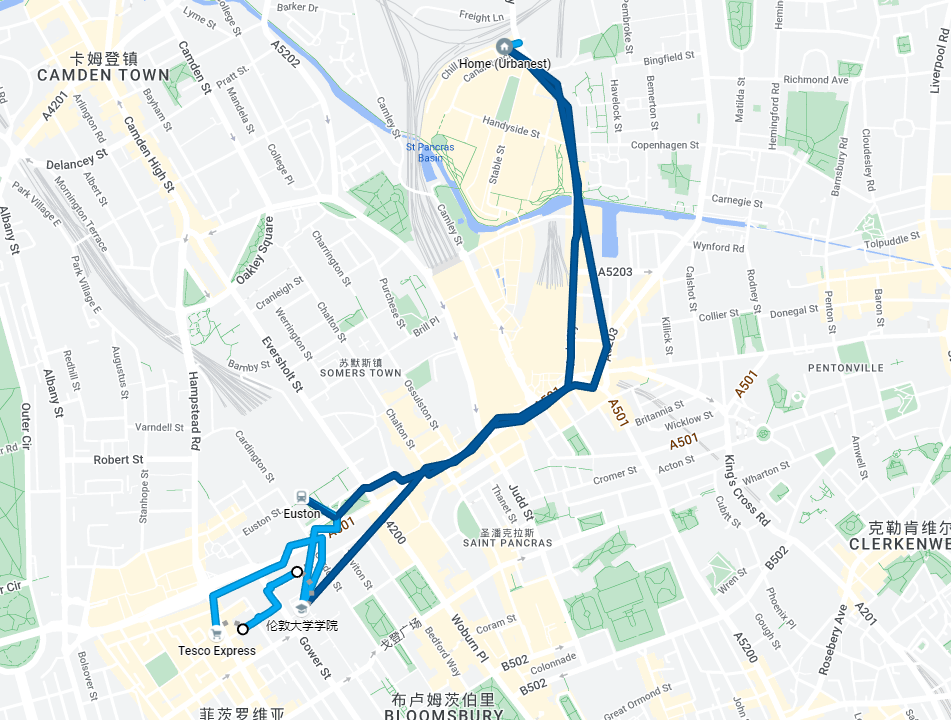 Barker Dr
Freight Ln
Lyme St
College St
Pembroke St
A5202
卡姆登镇
CAMDEN TOWN
Camden St
Home (Urbanest)
Bingfield St
Liverpool Rd
Pratt St.
Richmond Ave
A4201
Arlington Rd
Bayham St
Mandela St
Camley St
Havelock St
Bemerton St
Matilda St
Hemingford Rd
Camden High St
Handyside St
Delancey St
College Pl
St Pancras
Basin
Stable St
Copenhagen St
Barnsbury Rd
Cloudesley Rd
Park Village E
Albert St
Mornington Terrace
Carnegie St
Albany St
Camley St
Oakley Square
Charrington St
Wynford Rd
Tolpuddle St
Park Village E
A5203
Cranleigh St
Purchese St
Calshot St
Rodney St
Penton St
Baron St
Chalton St
Werrington St
Brill Pl
Collier St
Donegal St
Killick St
Eversholt St
A5203
Redhill St
Augustus St
Barnby St
苏默斯镇
SOMERS TOWN
PENTONVILLE
Albany St
Hampstead Rd
Ossulston St
A501
A501
A501
Outer Cir
Chalton St
Britannia St
Wicklow St
Varndell St
Cardington St
A501
Amwell St
Robert St
Cromer St
Acton St
King's Cross Rd
Wharton St
Stanhope St
Judd St
Thanet St
Cubitt St
Euston
Euston St
A501
4200
圣潘克拉斯
SAINT PANCRAS
克勒肯维尔
CLERKENWE
B502
Wren St
er Cir
Phoenix Pl
Gough St
A201
伦敦大学学院
戈登广场
Coram St
Rosebery Ave
Tesco Express
Gower St
Bedford Way
Woburn Pl
A5200
Bolsover St
B502
Colonnade
B502
布卢姆茨伯里
BLOOMSBURY
Great Ormond St
菲茨罗维亚